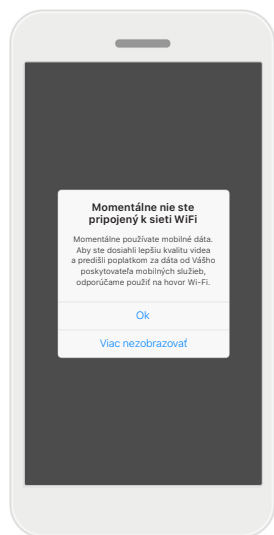 Momentálne nie ste
pripojený k sieti WiFi
Momentálne používate mobilné dáta.
Aby ste dosiahli lepšiu kvalitu videa
a predišli poplatkom za dáta od Vášho
poskytovateľa mobilných služieb,
odporúčame použiť na hovor Wi-Fi.
Ok
Viac nezobrazovať